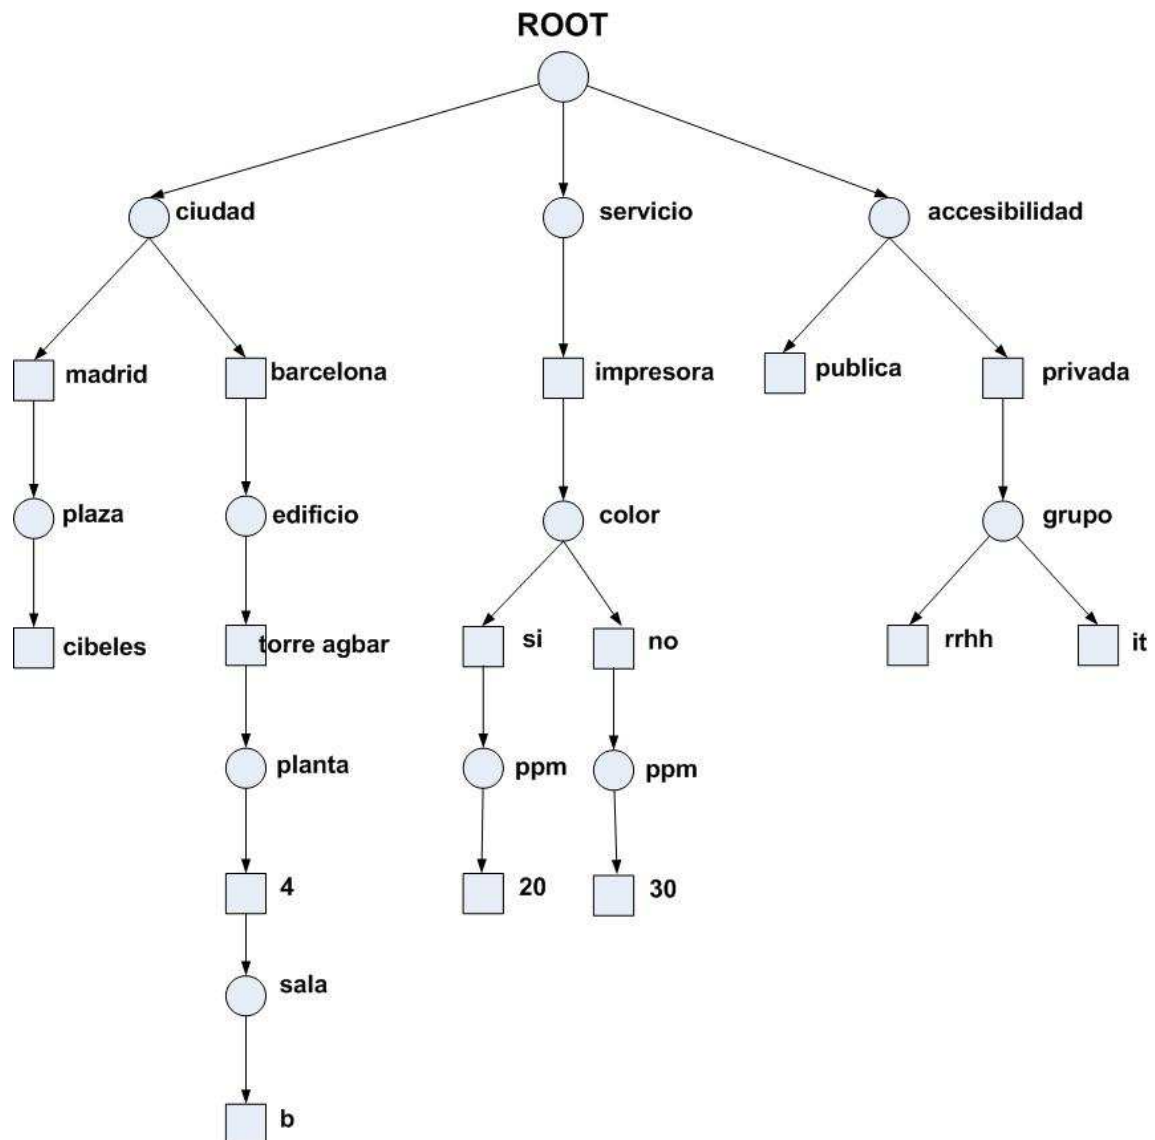 ROOT
ciudad
servicio
accesibilidad
madrid
barcelona
impresora
publica
privada
plaza
edificio
color
grupo
cibeles
torre agbar
si
no
rrhh
it
planta
ppm
ppm
4
20
30
sala
b